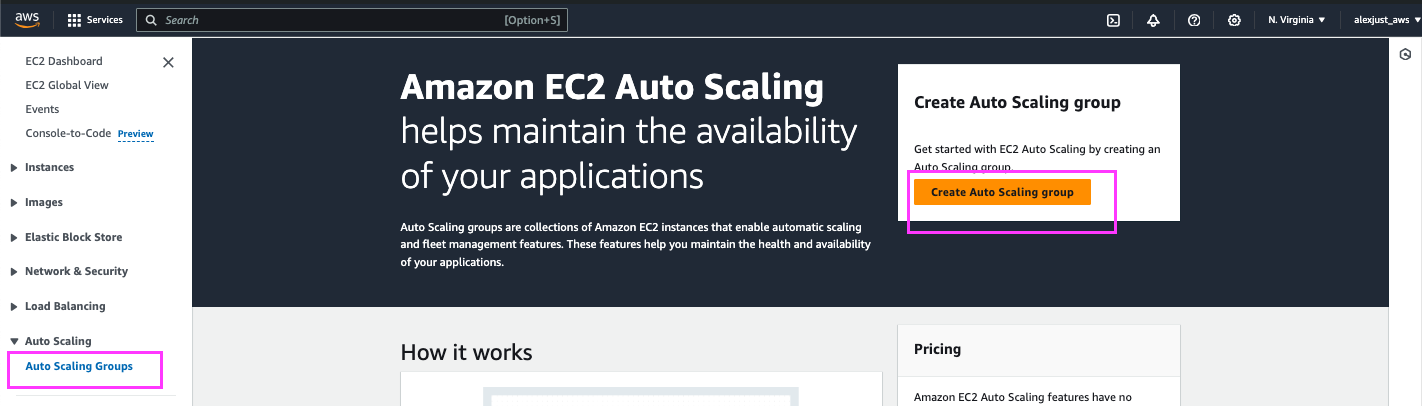 aws
Services
Search
[Option+S]
N. Virginia
alexjust_aws
EC2 Dashboard
EC2 Global View
Events
Console-to-Code Preview
Instances
Images
Elastic Block Store
Network & Security
Load Balancing
Auto Scaling
Auto Scaling Groups
Amazon EC2 Auto Scaling
helps maintain the availability
of your applications
Auto Scaling groups are collections of Amazon EC2 instances that enable automatic scaling
and fleet management features. These features help you maintain the health and availability
of your applications.
Create Auto Scaling group
Get started with EC2 Auto Scaling by creating an
Auto Scaling group.
Create Auto Scaling group
How it works
Pricing
Amazon EC2 Auto Scaling features have no